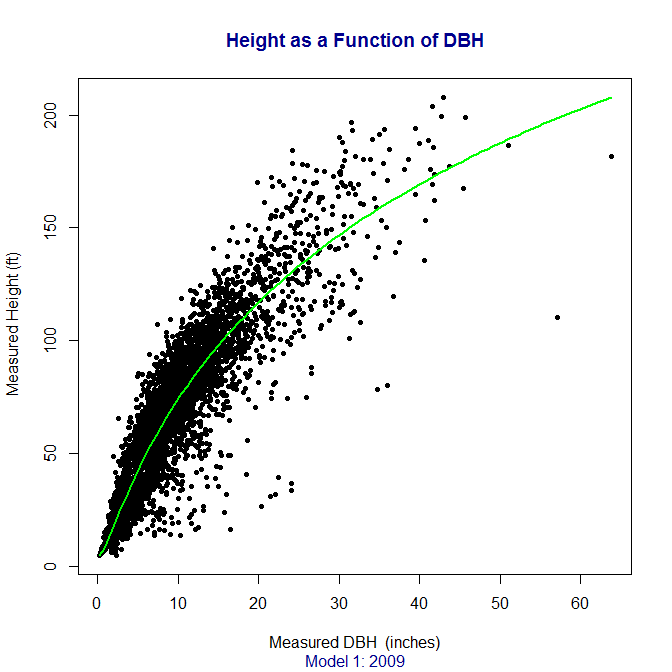 Height as a Function of DBH
Measured Height (ft)
200
150
100
50
0
0 10 20 30 40 50 60
Measured DBH (inches)
Model 1: 2009